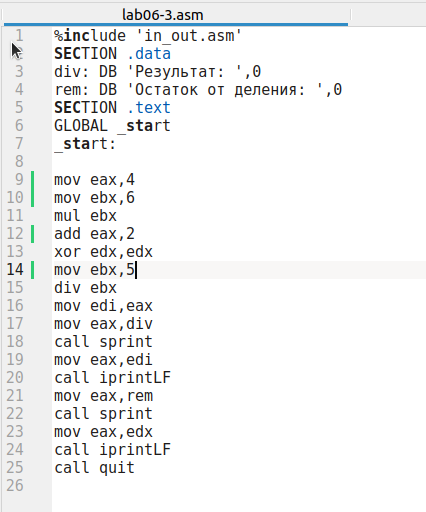 lab06-3.asm
1 %include 'in_out.asm'
2 SECTION .data
3 div: DB 'Результат: ',0
4 rem: DB 'Остаток от деления: ',0
5 SECTION .text
6 GLOBAL _start
7 _start:
8
9 mov eax,4
10 mov ebx,6
11 mul ebx
12 add eax,2
13 xor edx,edx
14 mov ebx,5
15 div ebx
16 mov edi,eax
17 mov eax,div
18 call sprint
19 mov eax,edi
20 call iprintLF
21 mov eax,rem
22 call sprint
23 mov eax,edx
24 call iprintLF
25 call quit
26